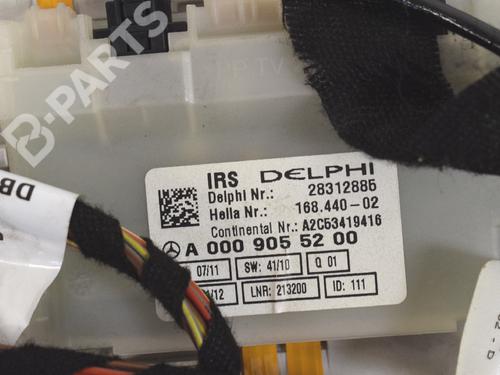 B-PARTS
IRS DELPHI
Delphi Nr.: 28312885
Hella Nr.: 168.440-02
Continental Nr.: A2C53419416
A 000 905 52 00
07/11 SW: 41/10 Q 01
/12 LNR: 213200 ID: 111
DB